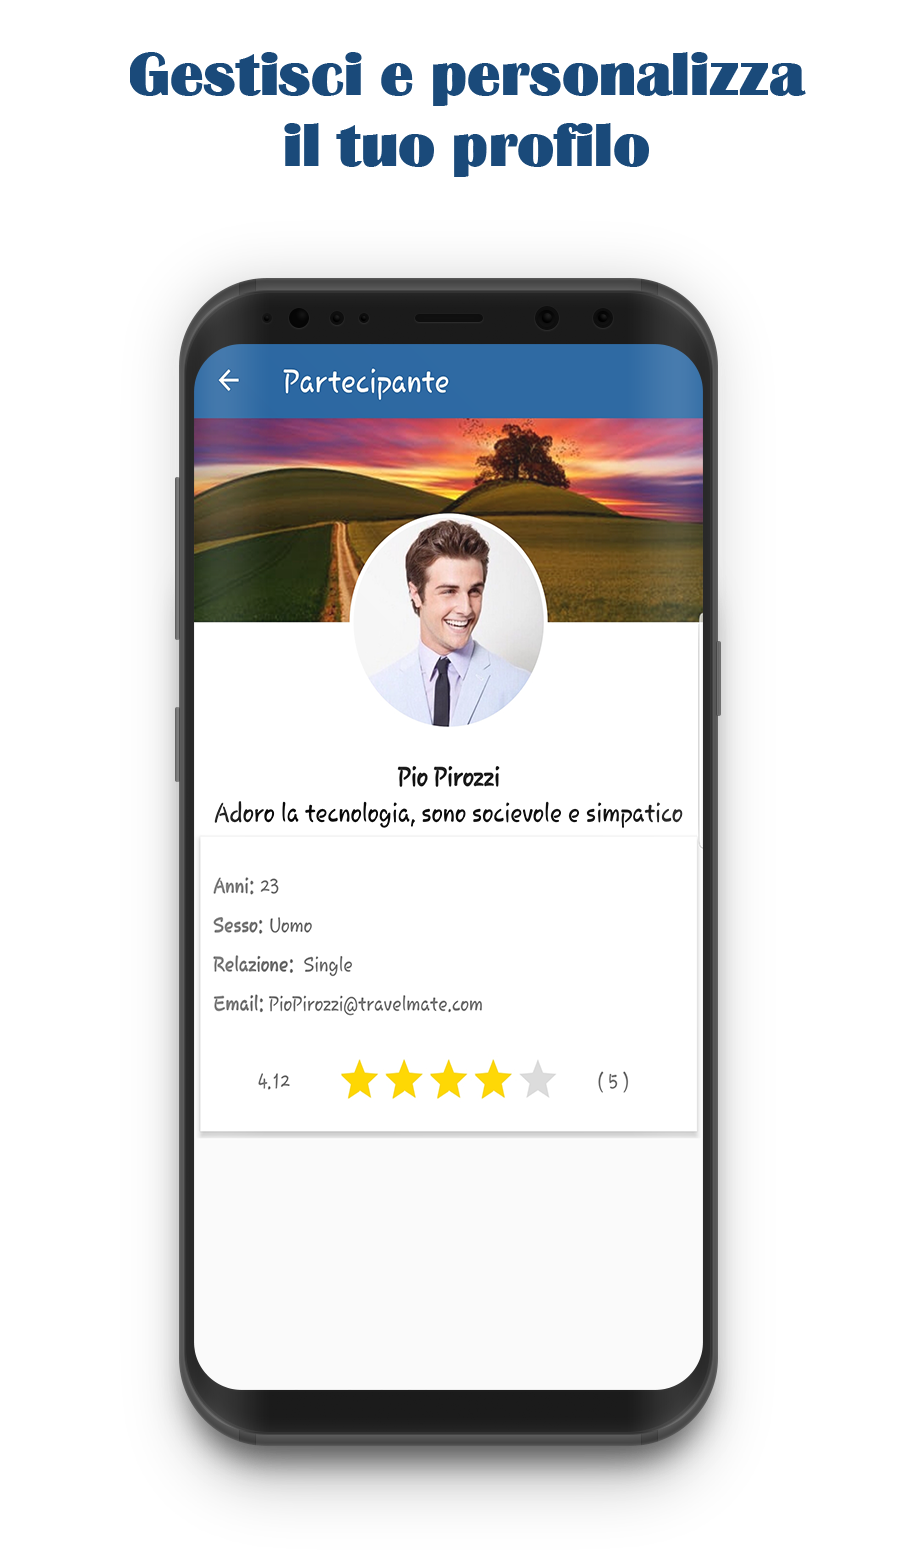 Gestisci e personalizza
il tuo profilo
Partecipante
Pio Pirozzi
Adoro la tecnologia, sono socievole e simpatico
Anni: 23
Sesso: Uomo
Relazione: Single
Email: PioPirozzi@travelmate.com
4.12 ( 5 )